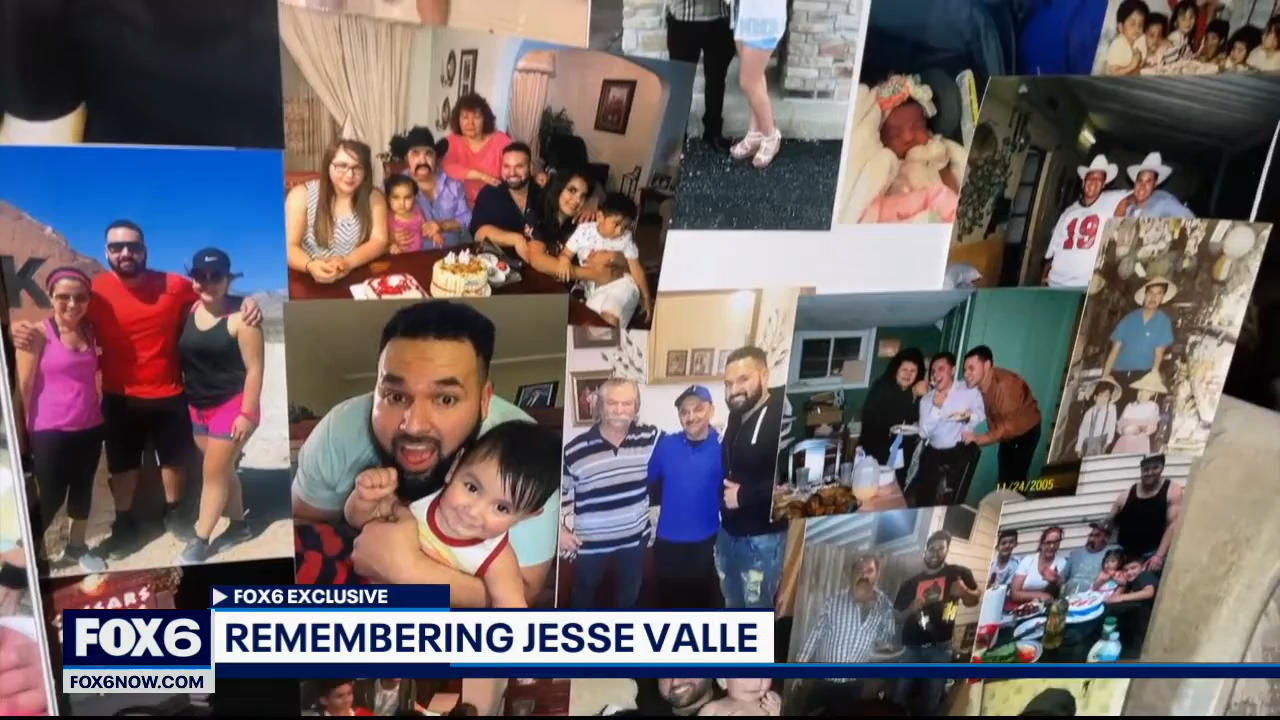 K
19
11/24/2005
FOX6 EXCLUSIVE
FOX6
REMEMBERING JESSE VALLE
FOX6NOW.COM